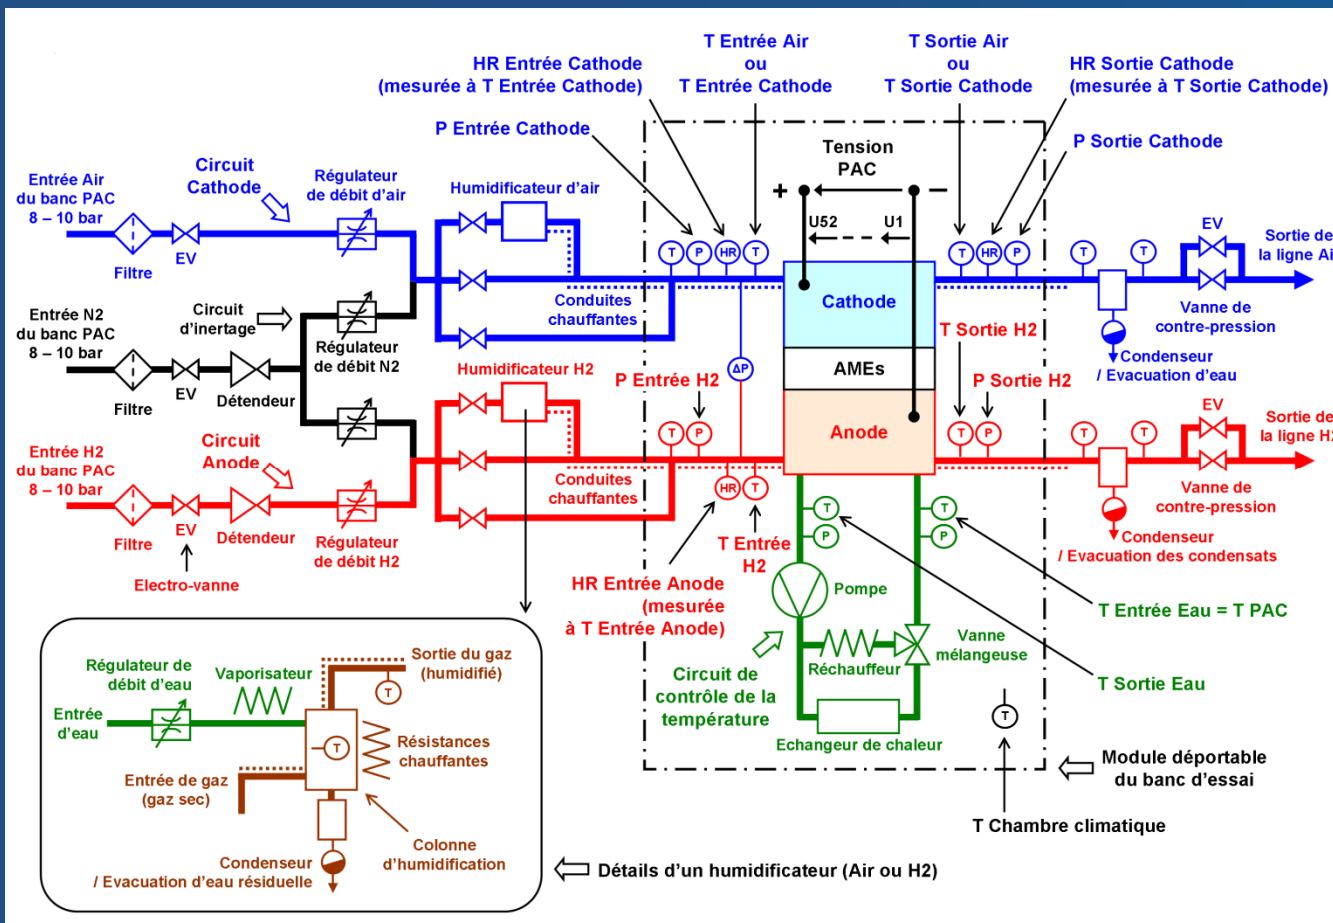 T Entrée Air
ou
T Entrée Cathode
T Sortie Air
ou
T Sortie Cathode
HR Entrée Cathode
(mesurée à T Entrée Cathode)
HR Sortie Cathode
(mesurée à T Sortie Cathode)
P Entrée Cathode
P Sortie Cathode
Tension
PAC
+
–
U52
U1
Entrée Air
du banc PAC
8 – 10 bar
Circuit
Cathode
Régulateur
de débit d'air
Humidificateur d'air
Filtre
EV
T
P
HR
T
T
HR
P
T
T
EV
Sortie de
la ligne Air
Conduites
chauffantes
Cathode
Vanne de
contre-pression
Condenseur
/ Evacuation d'eau
Entrée N2
du banc PAC
8 – 10 bar
Circuit
d'inertage
Régulateur
de débit N2
Filtre
EV
Détendeur
ΔP
AMEs
Humidificateur H2
P Entrée H2
T Sortie H2
P Sortie H2
Entrée H2
du banc PAC
8 – 10 bar
Circuit
Anode
T
P
Anode
T
P
T
T
EV
Sortie de
la ligne H2
Conduites
chauffantes
HR
T
Filtre
EV
Détendeur
Régulateur
de débit H2
Electro-vanne
Vanne de
contre-pression
Condenseur
/ Evacuation des condensats
T Entrée
H2
HR Entrée Anode
(mesurée
à T Entrée Anode)
T
P
T
P
Pompe
T Entrée Eau = T PAC
Réchauffeur
Vanne
mélangeuse
Circuit de
contrôle de la
température
T Sortie Eau
Echangeur de chaleur
T
Module déportable
du banc d'essai
T Chambre climatique
Régulateur de
débit d'eau
Vaporisateur
Sortie du gaz
(humidifié)
T
Entrée
d'eau
T
Résistances
chauffantes
Entrée de gaz
(gaz sec)
Colonne
d'humidification
Condenseur
/ Evacuation d'eau résiduelle
Détails d'un humidificateur (Air ou H2)